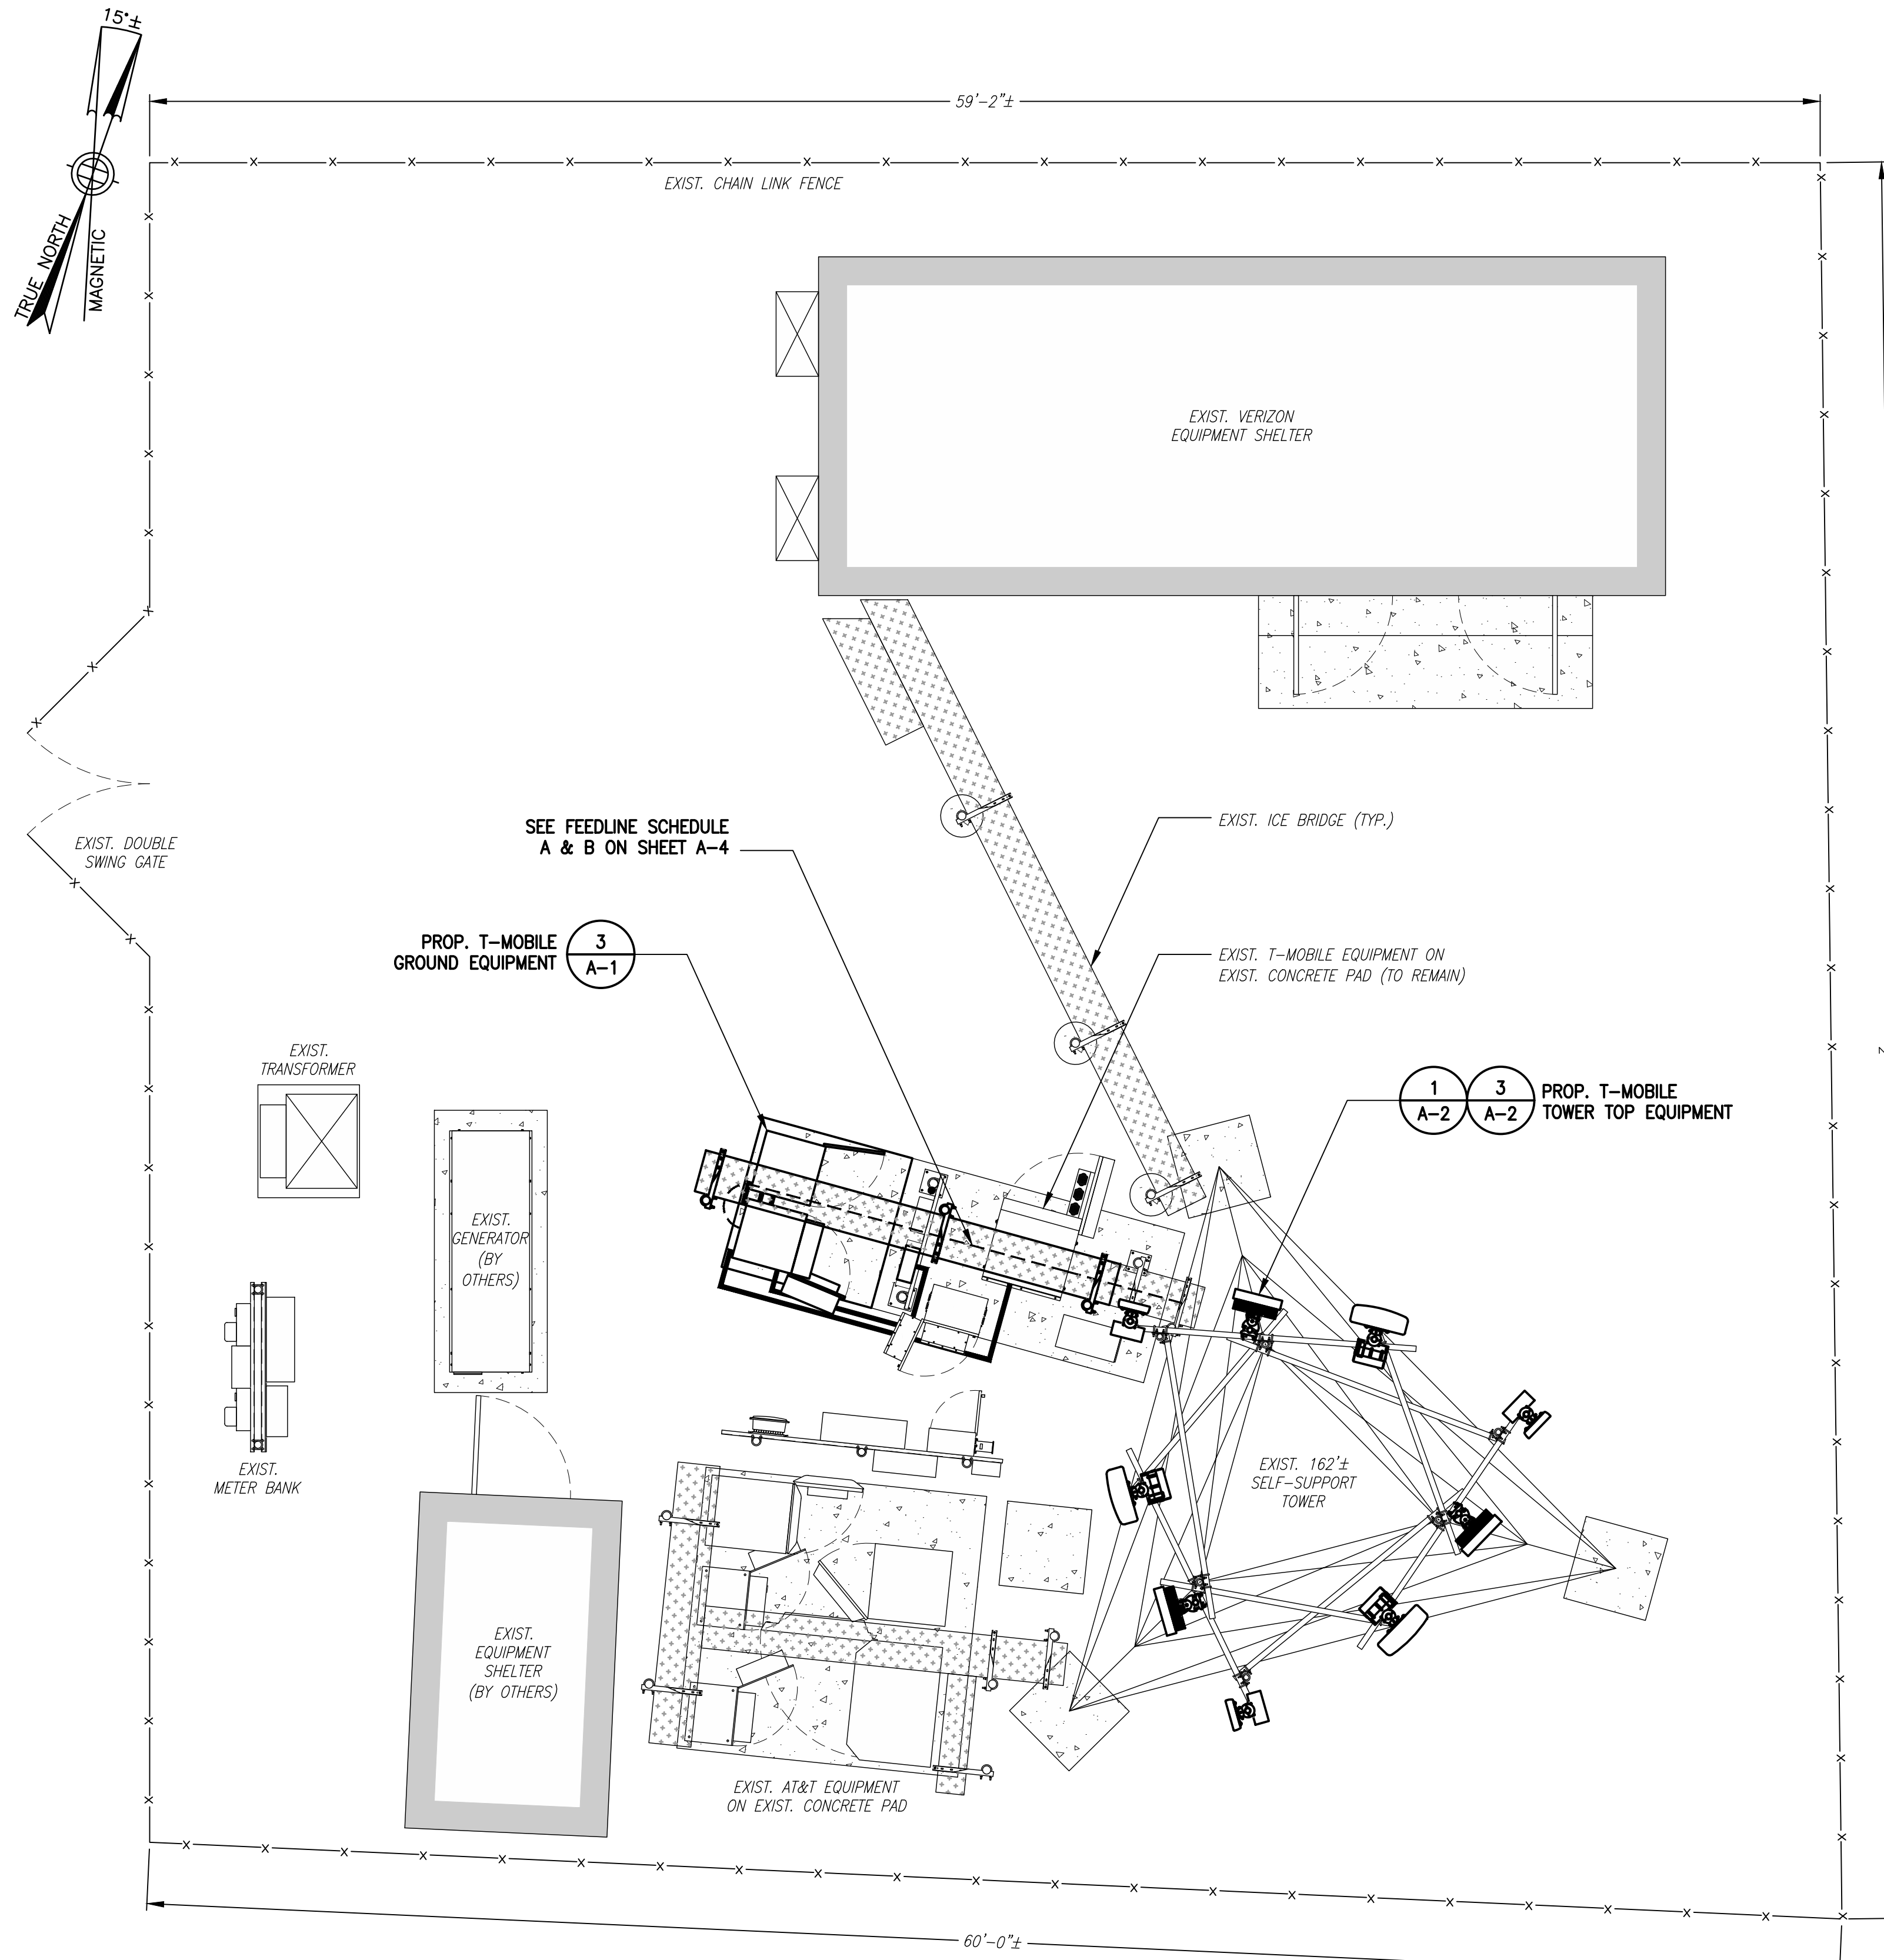 15°±
59'-2"±
EXIST. CHAIN LINK FENCE
TRUE NORTH
MAGNETIC
EXIST. VERIZON
EQUIPMENT SHELTER
EXIST. DOUBLE
SWING GATE
SEE FEEDLINE SCHEDULE
A & B ON SHEET A-4
EXIST. ICE BRIDGE (TYP.)
PROP. T-MOBILE
GROUND EQUIPMENT
3
A-1
EXIST. T-MOBILE EQUIPMENT ON
EXIST. CONCRETE PAD (TO REMAIN)
EXIST.
TRANSFORMER
1
A-2
3
A-2
PROP. T-MOBILE
TOWER TOP EQUIPMENT
EXIST.
GENERATOR
(BY
OTHERS)
EXIST.
METER BANK
EXIST. 162'±
SELF-SUPPORT
TOWER
EXIST.
EQUIPMENT
SHELTER
(BY OTHERS)
EXIST. AT&T EQUIPMENT
ON EXIST. CONCRETE PAD
60'-0"±